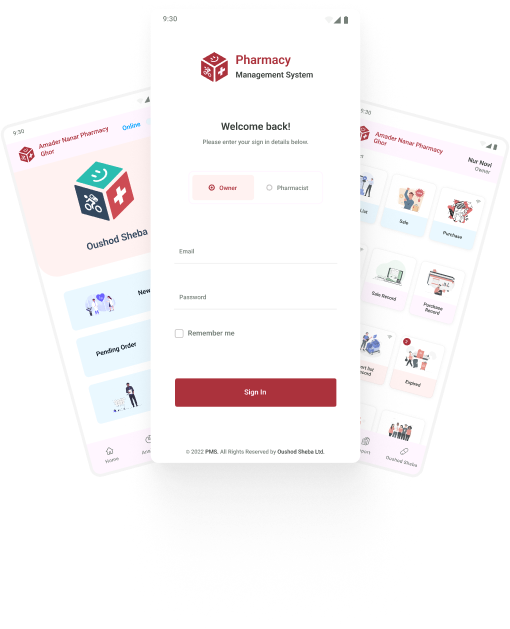 9:30
Pharmacy
Management System
Welcome back!
Please enter your sign in details below.
Owner
Pharmacist
Email
Password
Remember me
Sign In
© 2022 PMS. All Rights Reserved by Oushod Sheba Ltd.
9:30
Amader Nanar Pharmacy
Ghor
Online
Oushod Sheba
New
Pending Order
Home
9:30
Amader Nanar Pharmacy
Ghor
Nur Novi
Owner
List
Sale
Purchase
Sale Record
Purchase
Record
Expired
Oushod Sheba